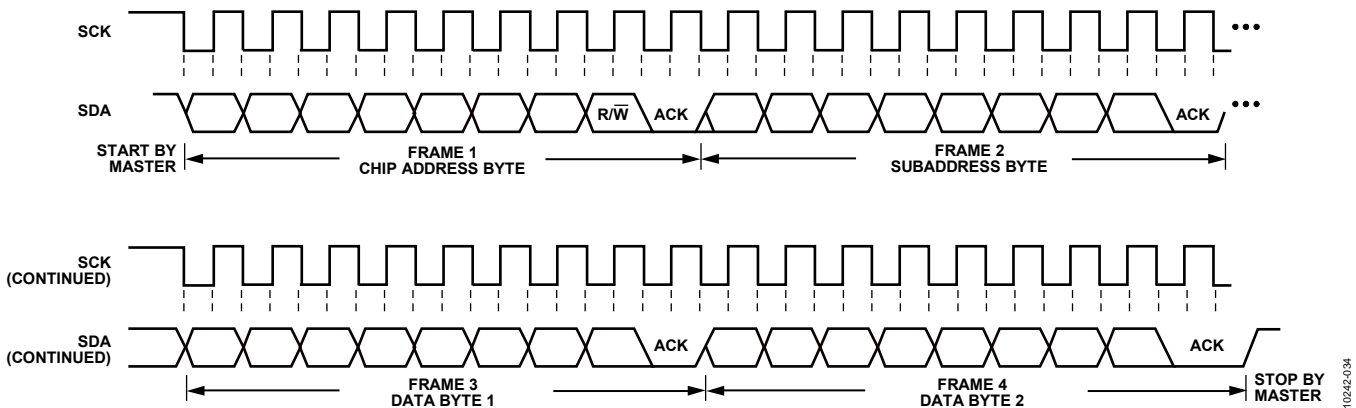 SCK
•••
SDA
R/W̅
ACK
ACK
•••
START BY
MASTER
FRAME 1
CHIP ADDRESS BYTE
FRAME 2
SUBADDRESS BYTE
SCK
(CONTINUED)
SDA
(CONTINUED)
ACK
ACK
FRAME 3
DATA BYTE 1
FRAME 4
DATA BYTE 2
STOP BY
MASTER
10242-034